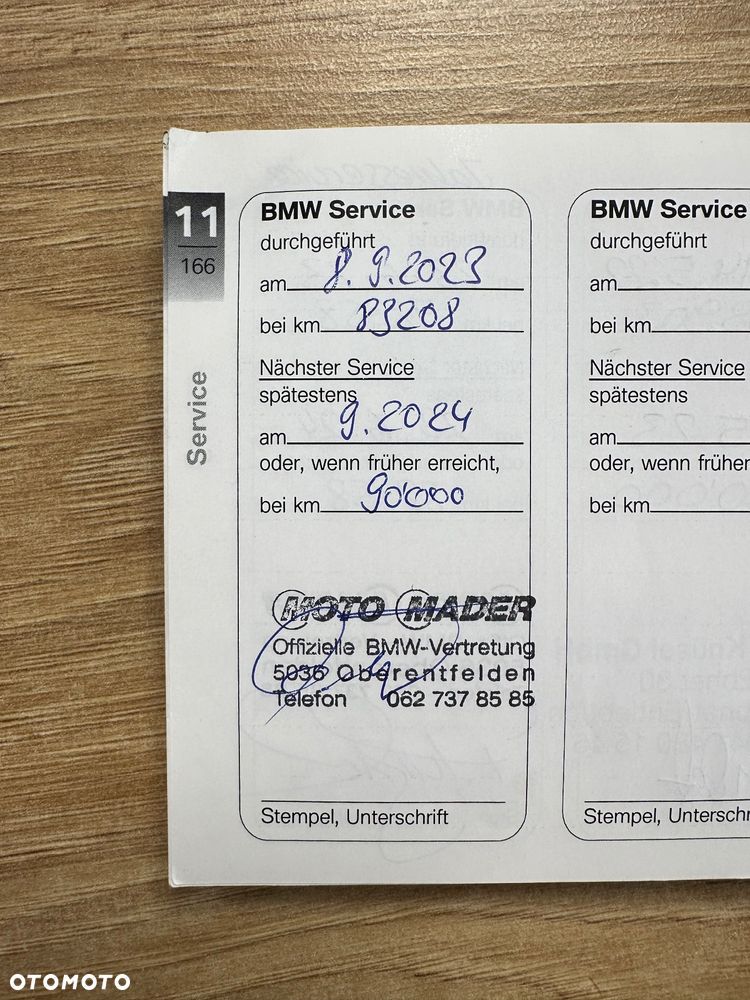 11
166
Service
BMW Service
durchgeführt
am 8.9.2023
bei km 83208
Nächster Service
spätestens
am 9.2024
oder, wenn früher erreicht,
bei km 90'000
MOTO MADER
Offizielle BMW-Vertretung
5036 Oberentfelden
Telefon 062 737 85 85
Stempel, Unterschrift
BMW Service
durchgeführt
am
bei km
Nächster Service
spätestens
am
oder, wenn früher
bei km
Stempel, Unterschr
OTOMOTO